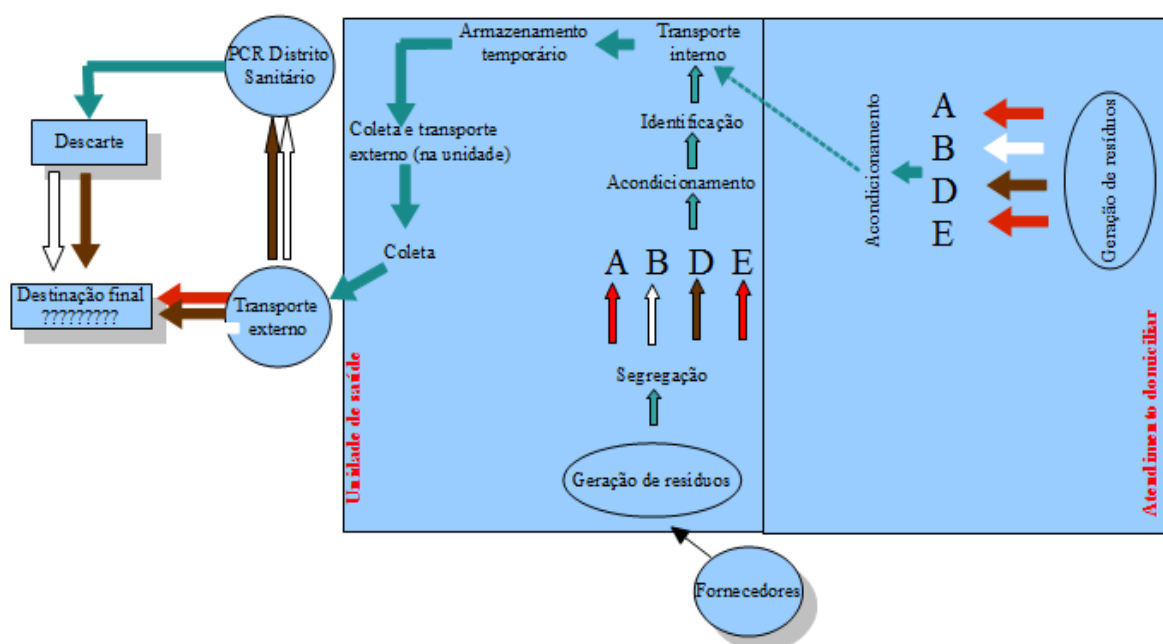 PCR Distrito
Sanitário
Descarte
Destinação final
?????????
Transporte
externo
Armazenamento
temporário
Transporte
interno
Coleta e transporte
externo (na unidade)
Identificação
Acondicionamento
Coleta
A B D E
Segregação
Geração de resíduos
Unidade de saúde
Fornecedores
Acondicionamento
A
B
D
E
Geração de resíduos
Atendimento domiciliar